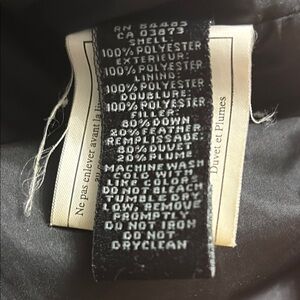 RN 54483
CA 03873
SHELL:
100% POLYESTER
EXTERIEUR:
100% POLYESTER
LINING:
100% POLYESTER
DOUBLURE:
100% POLYESTER
FILLER:
80% DOWN
20% FEATHER
REMPLISSAGE:
80% DUVET
20% PLUME
MACHINE WASH
COLD WITH
LIKE COLORS
DO NOT BLEACH
TUMBLE DRY
LOW, REMOVE
PROMPTLY
DO NOT IRON
DO NOT
DRYCLEAN
Ne pas enlever avant la
Duvet et Plumes